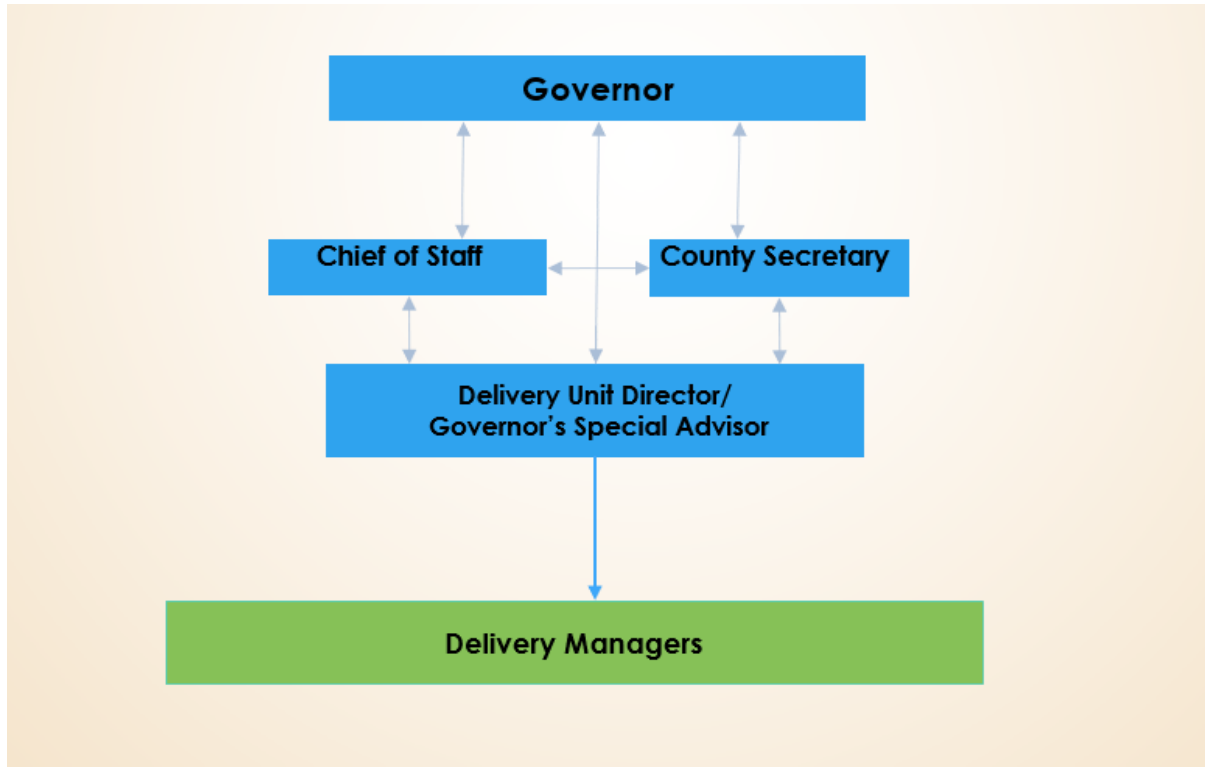 Governor
Chief of Staff
County Secretary
Delivery Unit Director/
Governor’s Special Advisor
Delivery Managers